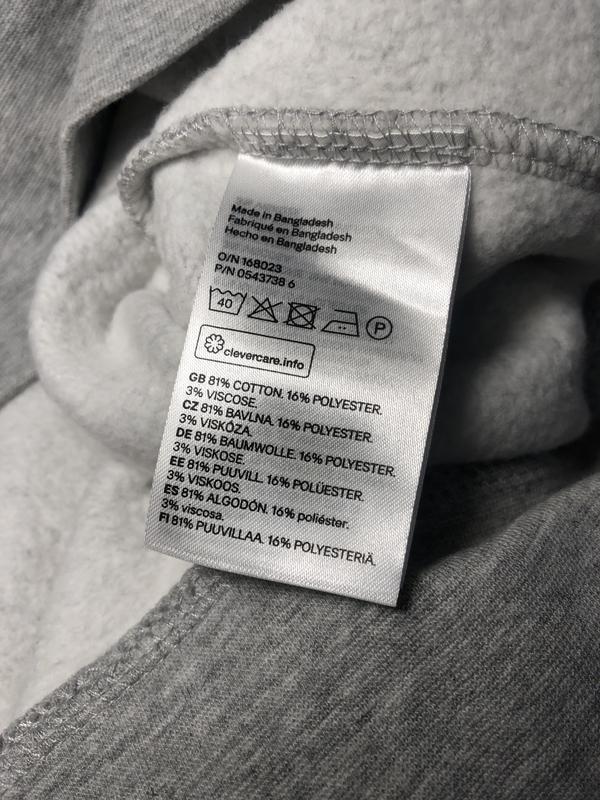 Made in Bangladesh
Fabriqué en Bangladesh
Hecho en Bangladesh
O/N 168023
P/N 0543738 6
40 P
clevercare.info
GB 81% COTTON. 16% POLYESTER.
3% VISCOSE.
CZ 81% BAVLNA. 16% POLYESTER.
3% VISKÓZA.
DE 81% BAUMWOLLE. 16% POLYESTER.
3% VISKOSE.
EE 81% PUUVILL. 16% POLÜESTER.
3% VISKOOS.
ES 81% ALGODÓN. 16% poliéster.
3% viscosa.
FI 81% PUUVILLAA. 16% POLYESTERIÄ.